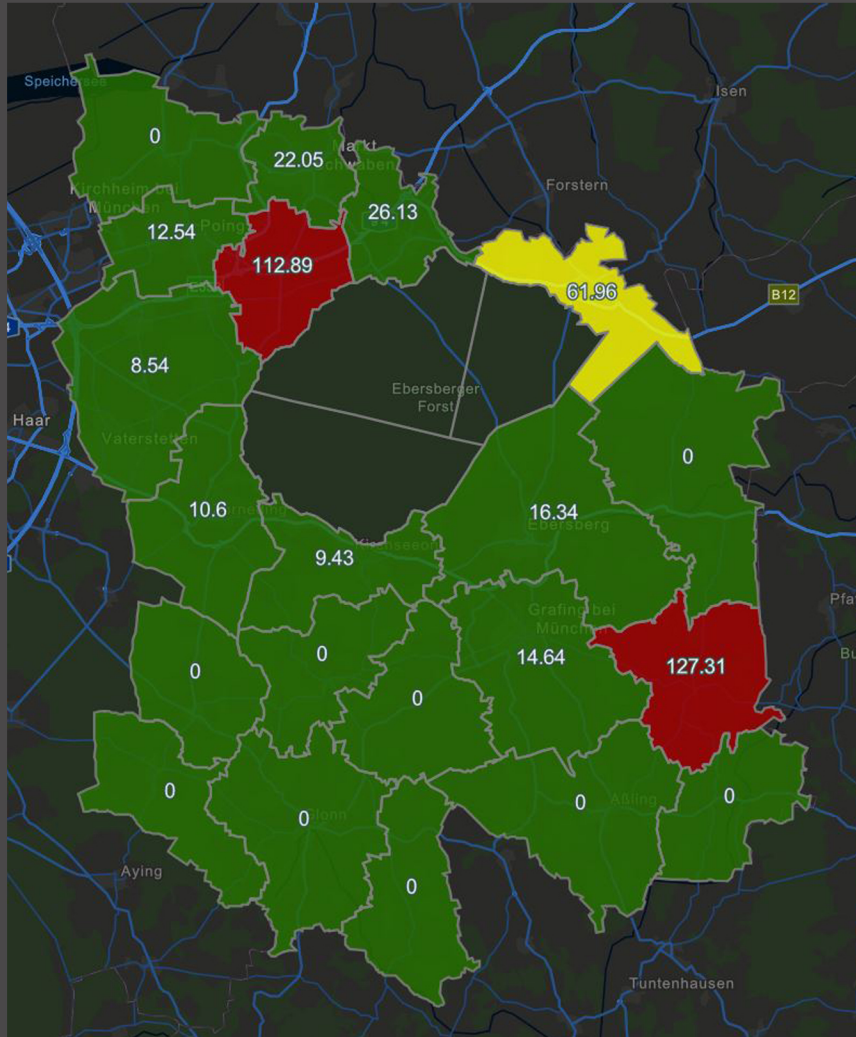 Speichersee
Isen
0
Markt
Schwaben
22.05
Forstern
Kirchheim bei
München
26.13
Poing
12.54
112.89
61.96
B12
8.54
Ebersberger
Forst
Haar
Vaterstetten
0
10.6
16.34
Ebersberg
Kirchseeon
9.43
Grafing bei
München
0
0
14.64
127.31
0
0
0
Glonn
0
Aßling
0
Aying
0
Tuntenhausen